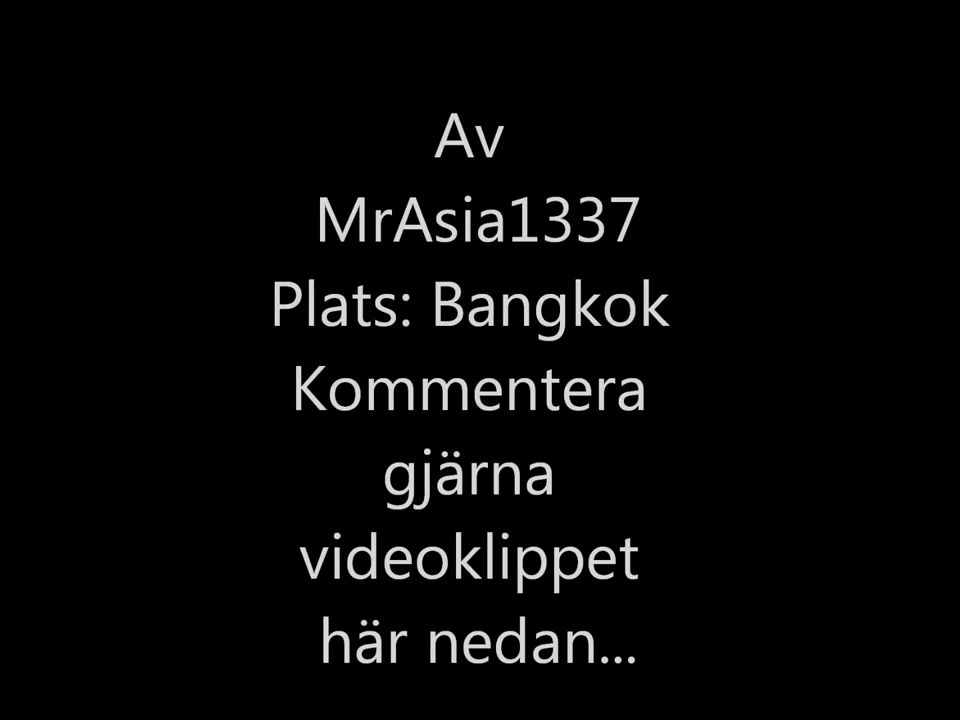 Av
MrAsia1337
Plats: Bangkok
Kommentera
gjärna
videoklippet
här nedan...